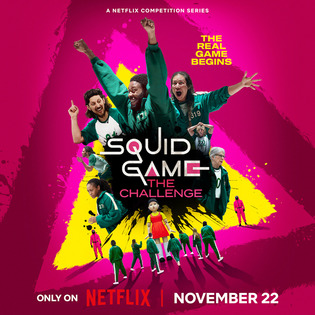 A NETFLIX COMPETITION SERIES
THE
REAL
GAME
BEGINS
SQUID
GAME
THE
CHALLENGE
ONLY ON NETFLIX | NOVEMBER 22